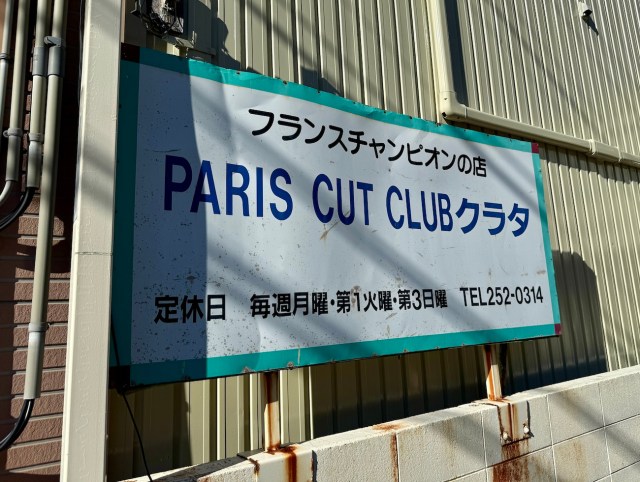 フランスチャンピオンの店
PARIS CUT CLUBクラタ
定休日 毎週月曜・第1火曜・第3日曜 TEL252-0314